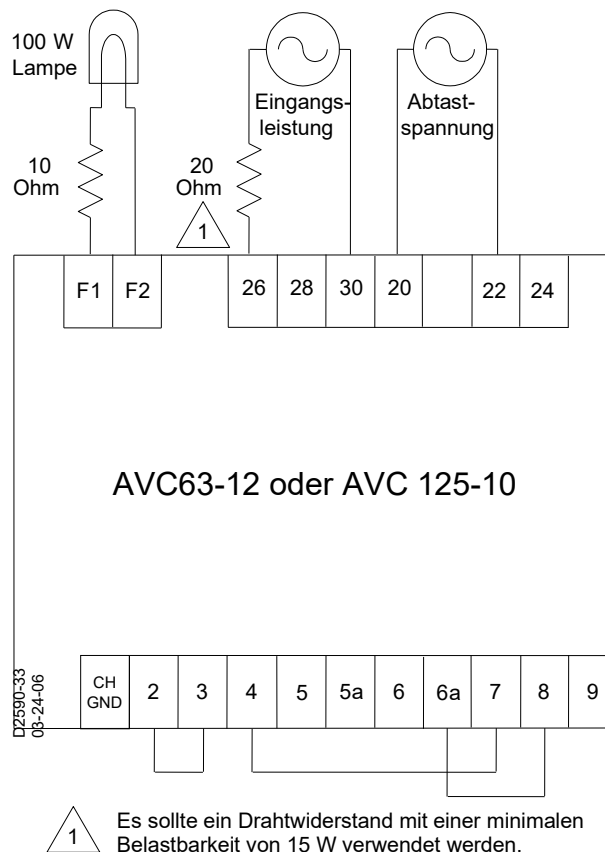 100 W
Lampe
Eingangs-
leistung
Abtast-
spannung
10
Ohm
20
Ohm
1
F1 F2 26 28 30 20 22 24
AVC63-12 oder AVC 125-10
D2590-33
03-24-06
CH
GND
2 3 4 5 5a 6 6a 7 8 9
1 Es sollte ein Drahtwiderstand mit einer minimalen
Belastbarkeit von 15 W verwendet werden.